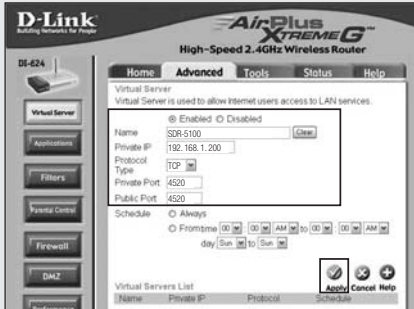 D-Link
Building Networks for People
AirPlus
XTREME G™
High-Speed 2.4GHz Wireless Router
DI-624
Home Advanced Tools Status Help
Virtual Server
Virtual Server is used to allow Internet users access to LAN services.
Virtual Server
Enabled Disabled
Name SDR-5100 Clear
Private IP 192.168.1.200
Applications
Protocol
Type TCP
Filters
Private Port 4520
Public Port 4520
Parental Control
Schedule Always
From time 00 : 00 AM to 00 : 00 AM
day Sun to Sun
Firewall
DMZ
Apply Cancel Help
Virtual Servers List
Name Private IP Protocol Schedule
Performance